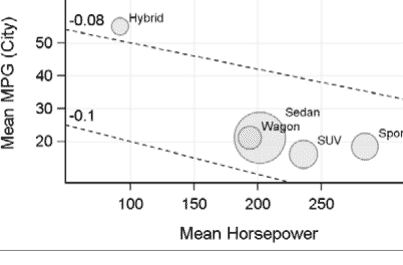 Mean MPG (City)
-0.08
Hybrid
50
40
30
20
-0.1
Sedan
Wagon
SUV
Spor
100
150
200
250
Mean Horsepower